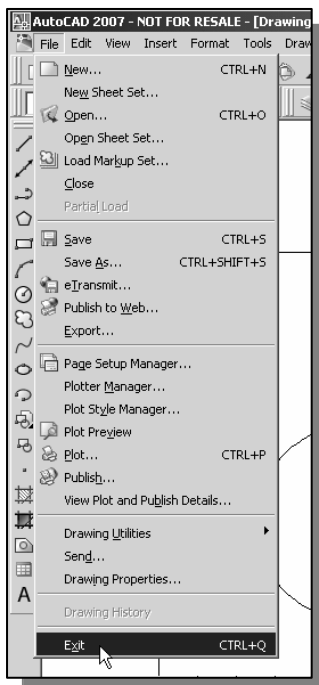 AutoCAD 2007 - NOT FOR RESALE - [Drawing
File Edit View Insert Format Tools Draw
New... CTRL+N
New Sheet Set...
Open... CTRL+O
Open Sheet Set...
Load Markup Set...
Close
Partial Load
Save CTRL+S
Save As... CTRL+SHIFT+S
eTransmit...
Publish to Web...
Export...
Page Setup Manager...
Plotter Manager...
Plot Style Manager...
Plot Preview
Plot... CTRL+P
Publish...
View Plot and Publish Details...
Drawing Utilities
Send...
Drawing Properties...
Drawing History
Exit CTRL+Q
A